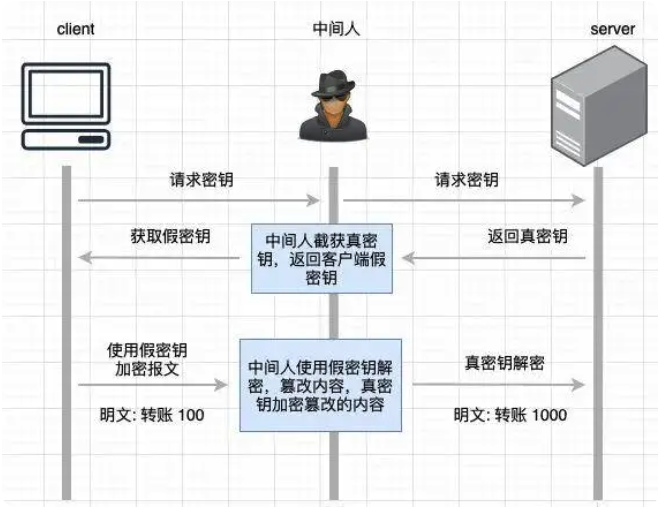 client
中间人
server
请求密钥
请求密钥
获取假密钥
中间人截获真密
钥，返回客户端假
密钥
返回真密钥
使用假密钥
加密报文
明文: 转账 100
中间人使用假密钥解
密，篡改内容，真密
钥加密篡改的内容
真密钥解密
明文: 转账 1000